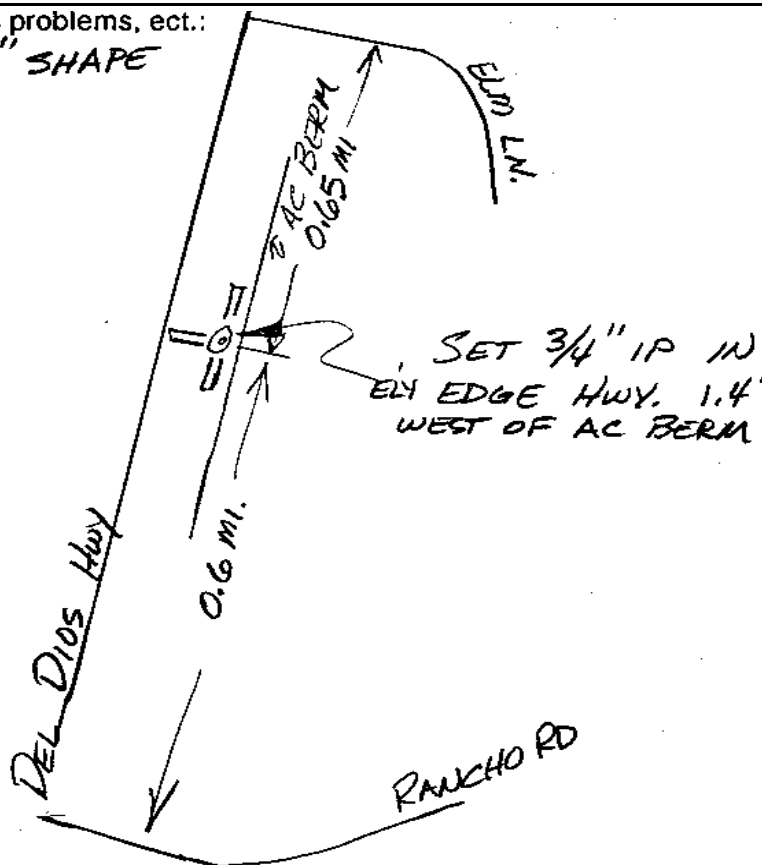 problems, ect.:
" SHAPE
ELM LN.
℄ AC BERM
0.65 MI
SET 3/4" IP IN
ELY EDGE HWY. 1.4'
WEST OF AC BERM
0.6 MI.
DEL DIOS HWY
RANCHO RD